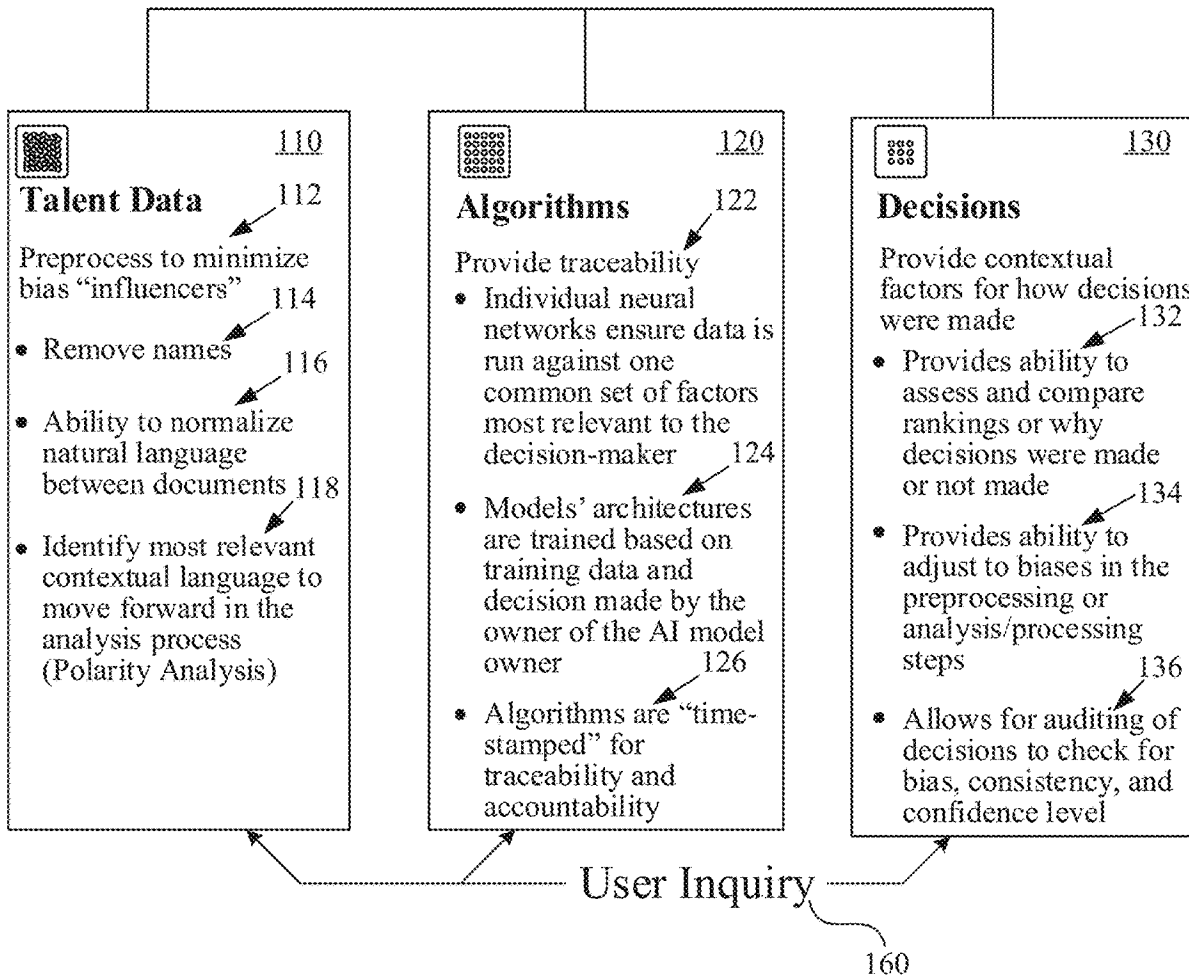 110
Talent Data
112
Preprocess to minimize
bias “influencers”
114
• Remove names
116
• Ability to normalize
natural language
between documents
118
• Identify most relevant
contextual language to
move forward in the
analysis process
(Polarity Analysis)
120
Algorithms
122
Provide traceability
• Individual neural
networks ensure data is
run against one
common set of factors
most relevant to the
decision-maker
124
• Models’ architectures
are trained based on
training data and
decision made by the
owner of the AI model
owner
126
• Algorithms are “time-
stamped” for
traceability and
accountability
130
Decisions
Provide contextual
factors for how decisions
were made
132
• Provides ability to
assess and compare
rankings or why
decisions were made
or not made
134
• Provides ability to
adjust to biases in the
preprocessing or
analysis/processing
steps
136
• Allows for auditing of
decisions to check for
bias, consistency, and
confidence level
User Inquiry
160